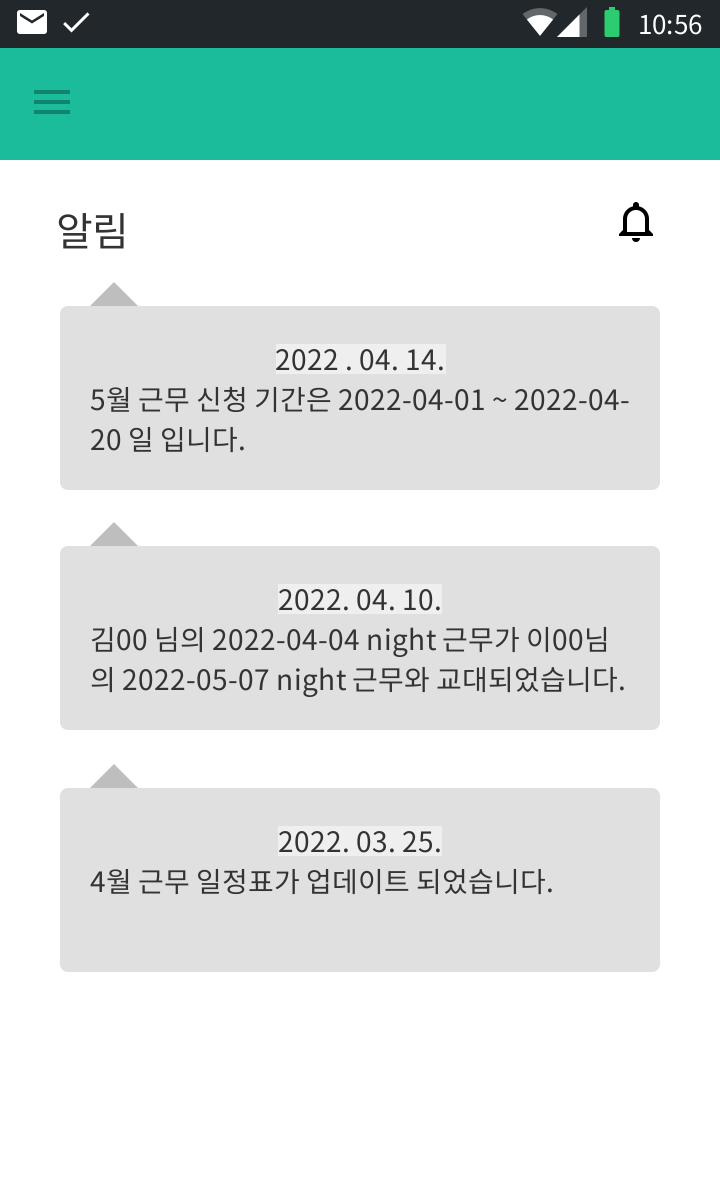 10:56
알림
2022 . 04. 14.
5월 근무 신청 기간은 2022-04-01 ~ 2022-04-
20 일 입니다.
2022. 04. 10.
김00 님의 2022-04-04 night 근무가 이00님
의 2022-05-07 night 근무와 교대되었습니다.
2022. 03. 25.
4월 근무 일정표가 업데이트 되었습니다.